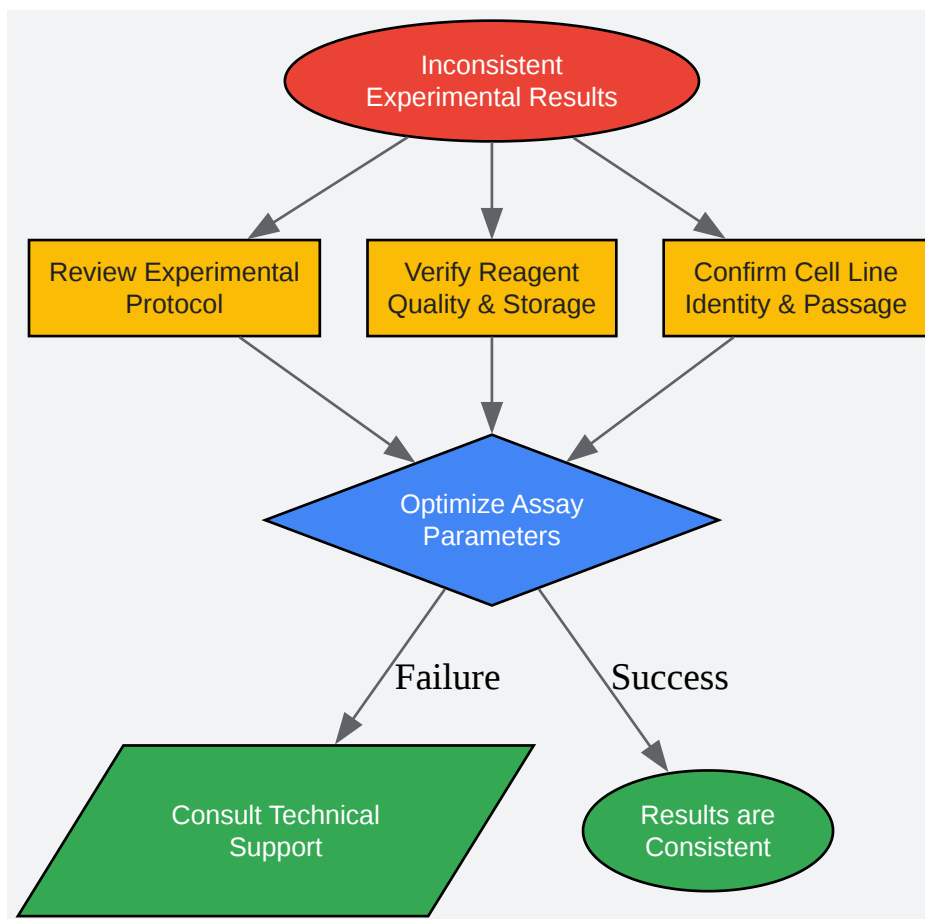 Inconsistent
Experimental Results
Review Experimental
Protocol
Verify Reagent
Quality & Storage
Confirm Cell Line
Identity & Passage
Optimize Assay
Parameters
Failure
Success
Consult Technical
Support
Results are
Consistent